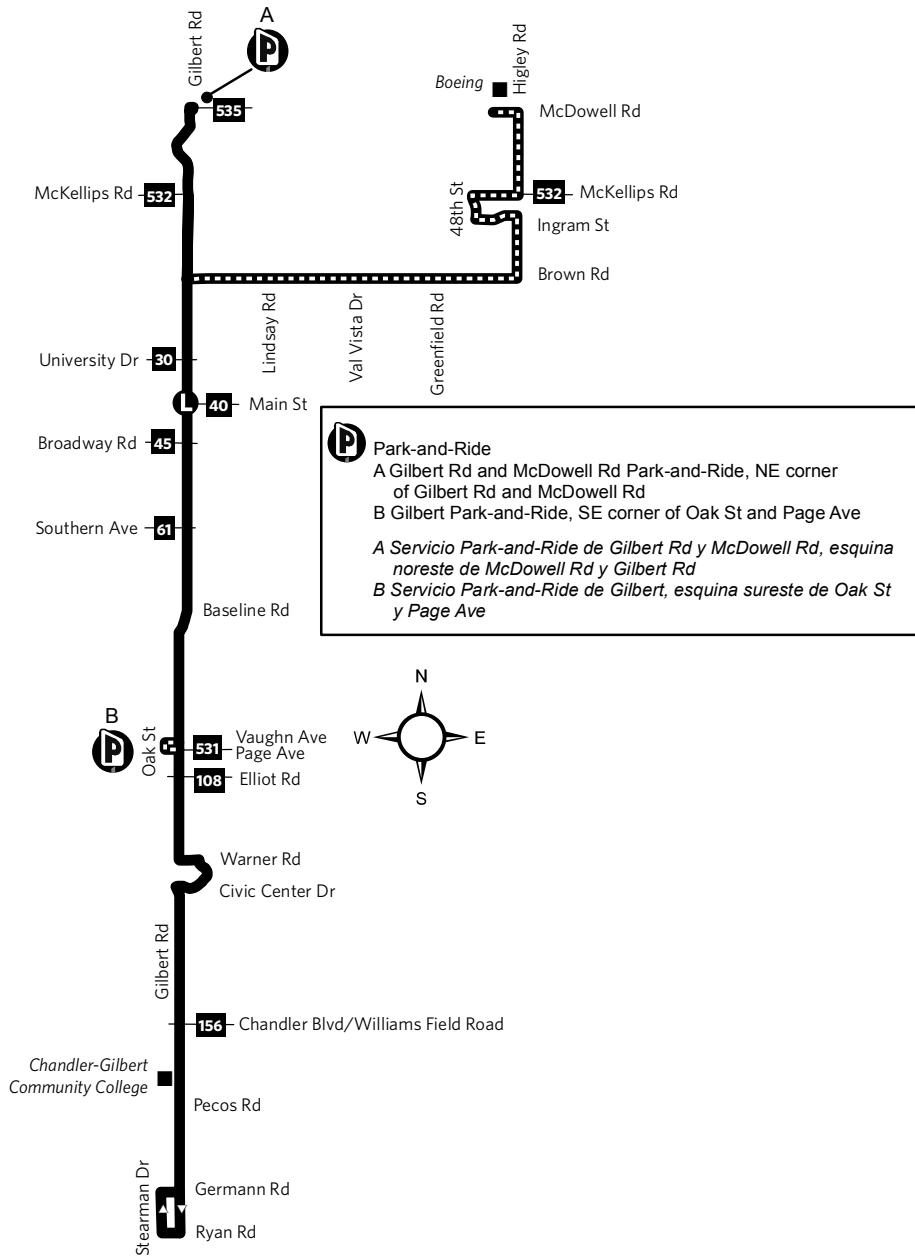 A
Gilbert Rd
535
Boeing
Higley Rd
McDowell Rd
McKellips Rd
532
48th St
532
McKellips Rd
Ingram St
Brown Rd
Lindsay Rd
Val Vista Dr
Greenfield Rd
University Dr
30
L
40
Main St
Broadway Rd
45
Park-and-Ride
A Gilbert Rd and McDowell Rd Park-and-Ride, NE corner
of Gilbert Rd and McDowell Rd
B Gilbert Park-and-Ride, SE corner of Oak St and Page Ave
A Servicio Park-and-Ride de Gilbert Rd y McDowell Rd, esquina
noreste de McDowell Rd y Gilbert Rd
B Servicio Park-and-Ride de Gilbert, esquina sureste de Oak St
y Page Ave
Southern Ave
61
Baseline Rd
N
W
E
S
B
Oak St
531
Vaughn Ave
Page Ave
108
Elliot Rd
Warner Rd
Civic Center Dr
Gilbert Rd
156
Chandler Blvd/Williams Field Road
Chandler-Gilbert
Community College
Pecos Rd
Stearman Dr
Germann Rd
Ryan Rd